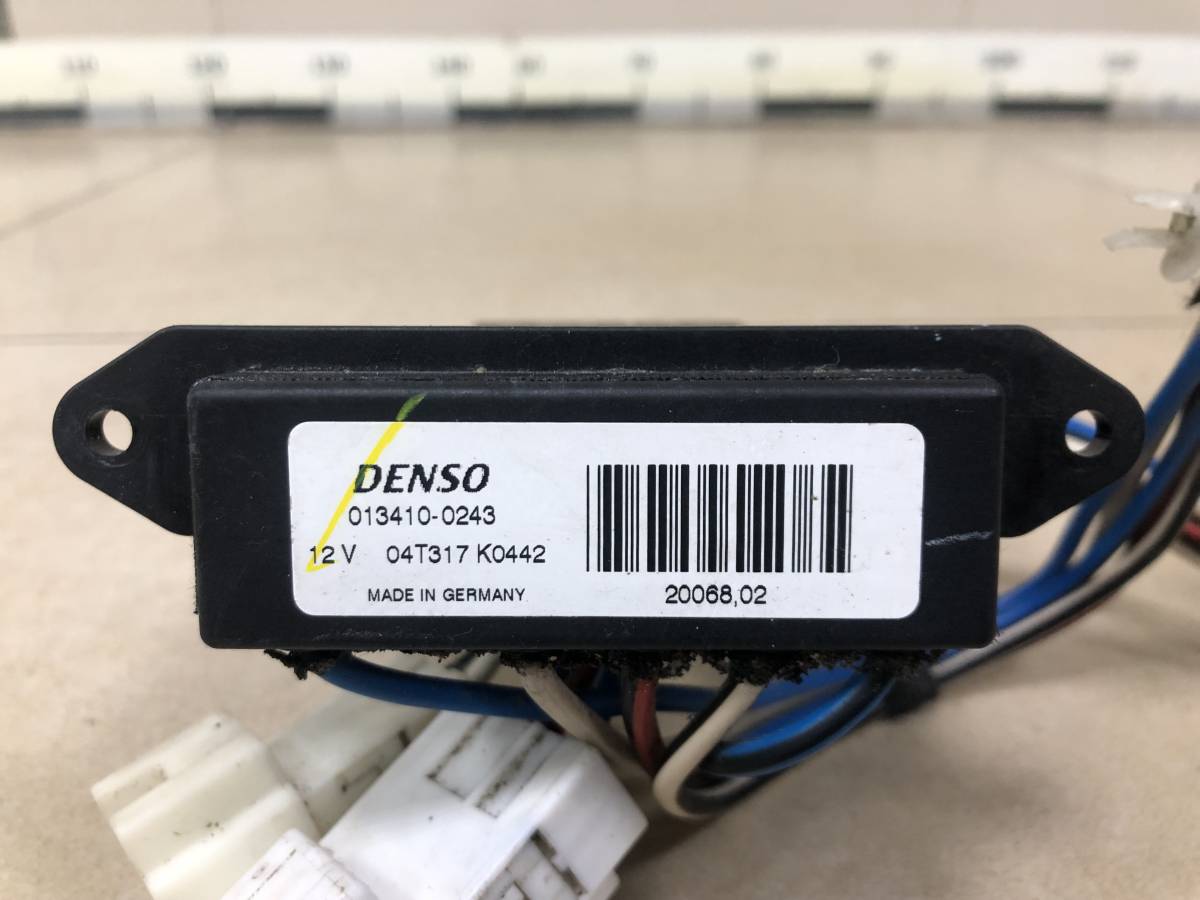 DENSO
013410-0243
12 V 04T317 K0442
MADE IN GERMANY
20068,02